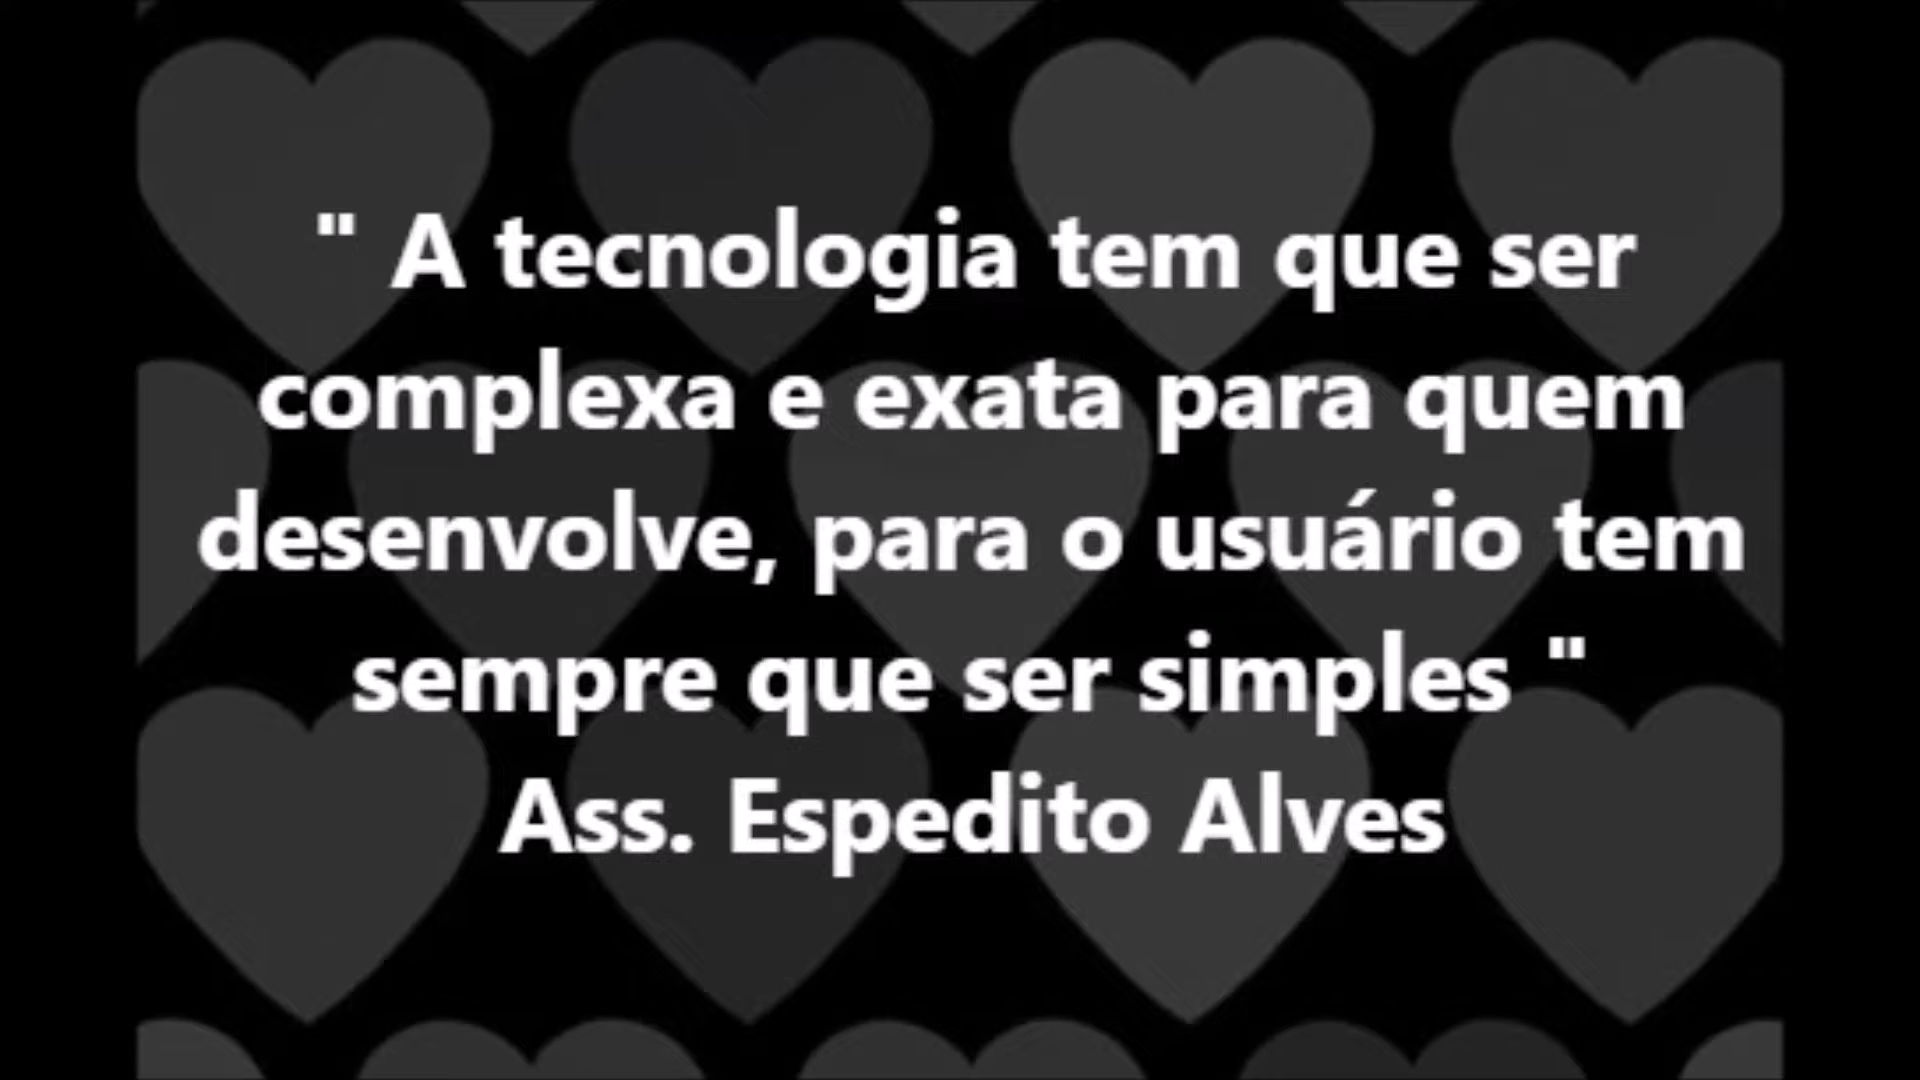 " A tecnologia tem que ser
complexa e exata para quem
desenvolve, para o usuário tem
sempre que ser simples "
Ass. Espedito Alves